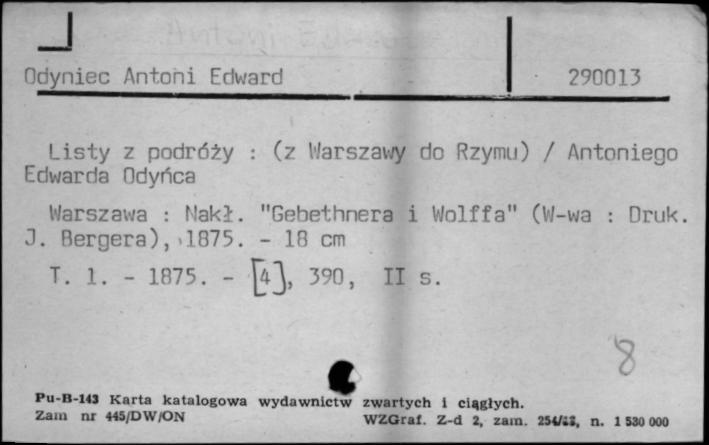 Odyniec Antoni Edward 290013
Listy z podróży : (z Warszawy do Rzymu) / Antoniego
Edwarda Odyńca
Warszawa : Nakł. "Gebethnera i Wolffa" (W-wa : Druk.
J. Bergera), 1875. - 18 cm
T. 1. - 1875. - [4], 390, II s.
8
Pu-B-143 Karta katalogowa wydawnictw zwartych i ciągłych.
Zam nr 445/DW/ON WZGraf. Z-d 2, zam. n. 1 530 000